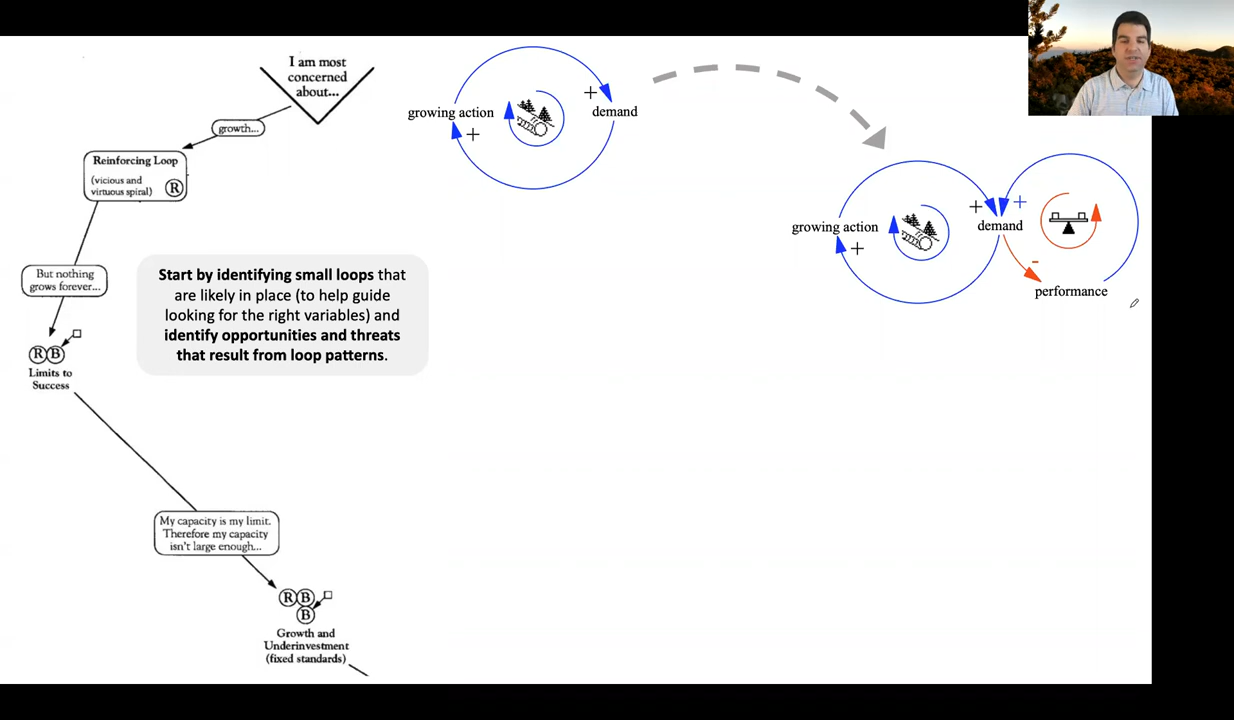 I am most
concerned
about...
growth...
Reinforcing Loop
(vicious and
virtuous spiral)
R
But nothing
grows forever...
R B
Limits to
Success
Start by identifying small loops that
are likely in place (to help guide
looking for the right variables) and
identify opportunities and threats
that result from loop patterns.
My capacity is my limit.
Therefore my capacity
isn't large enough...
R B
B
Growth and
Underinvestment
(fixed standards)
growing action
+
+
demand
growing action
+
+
demand
+
-
performance